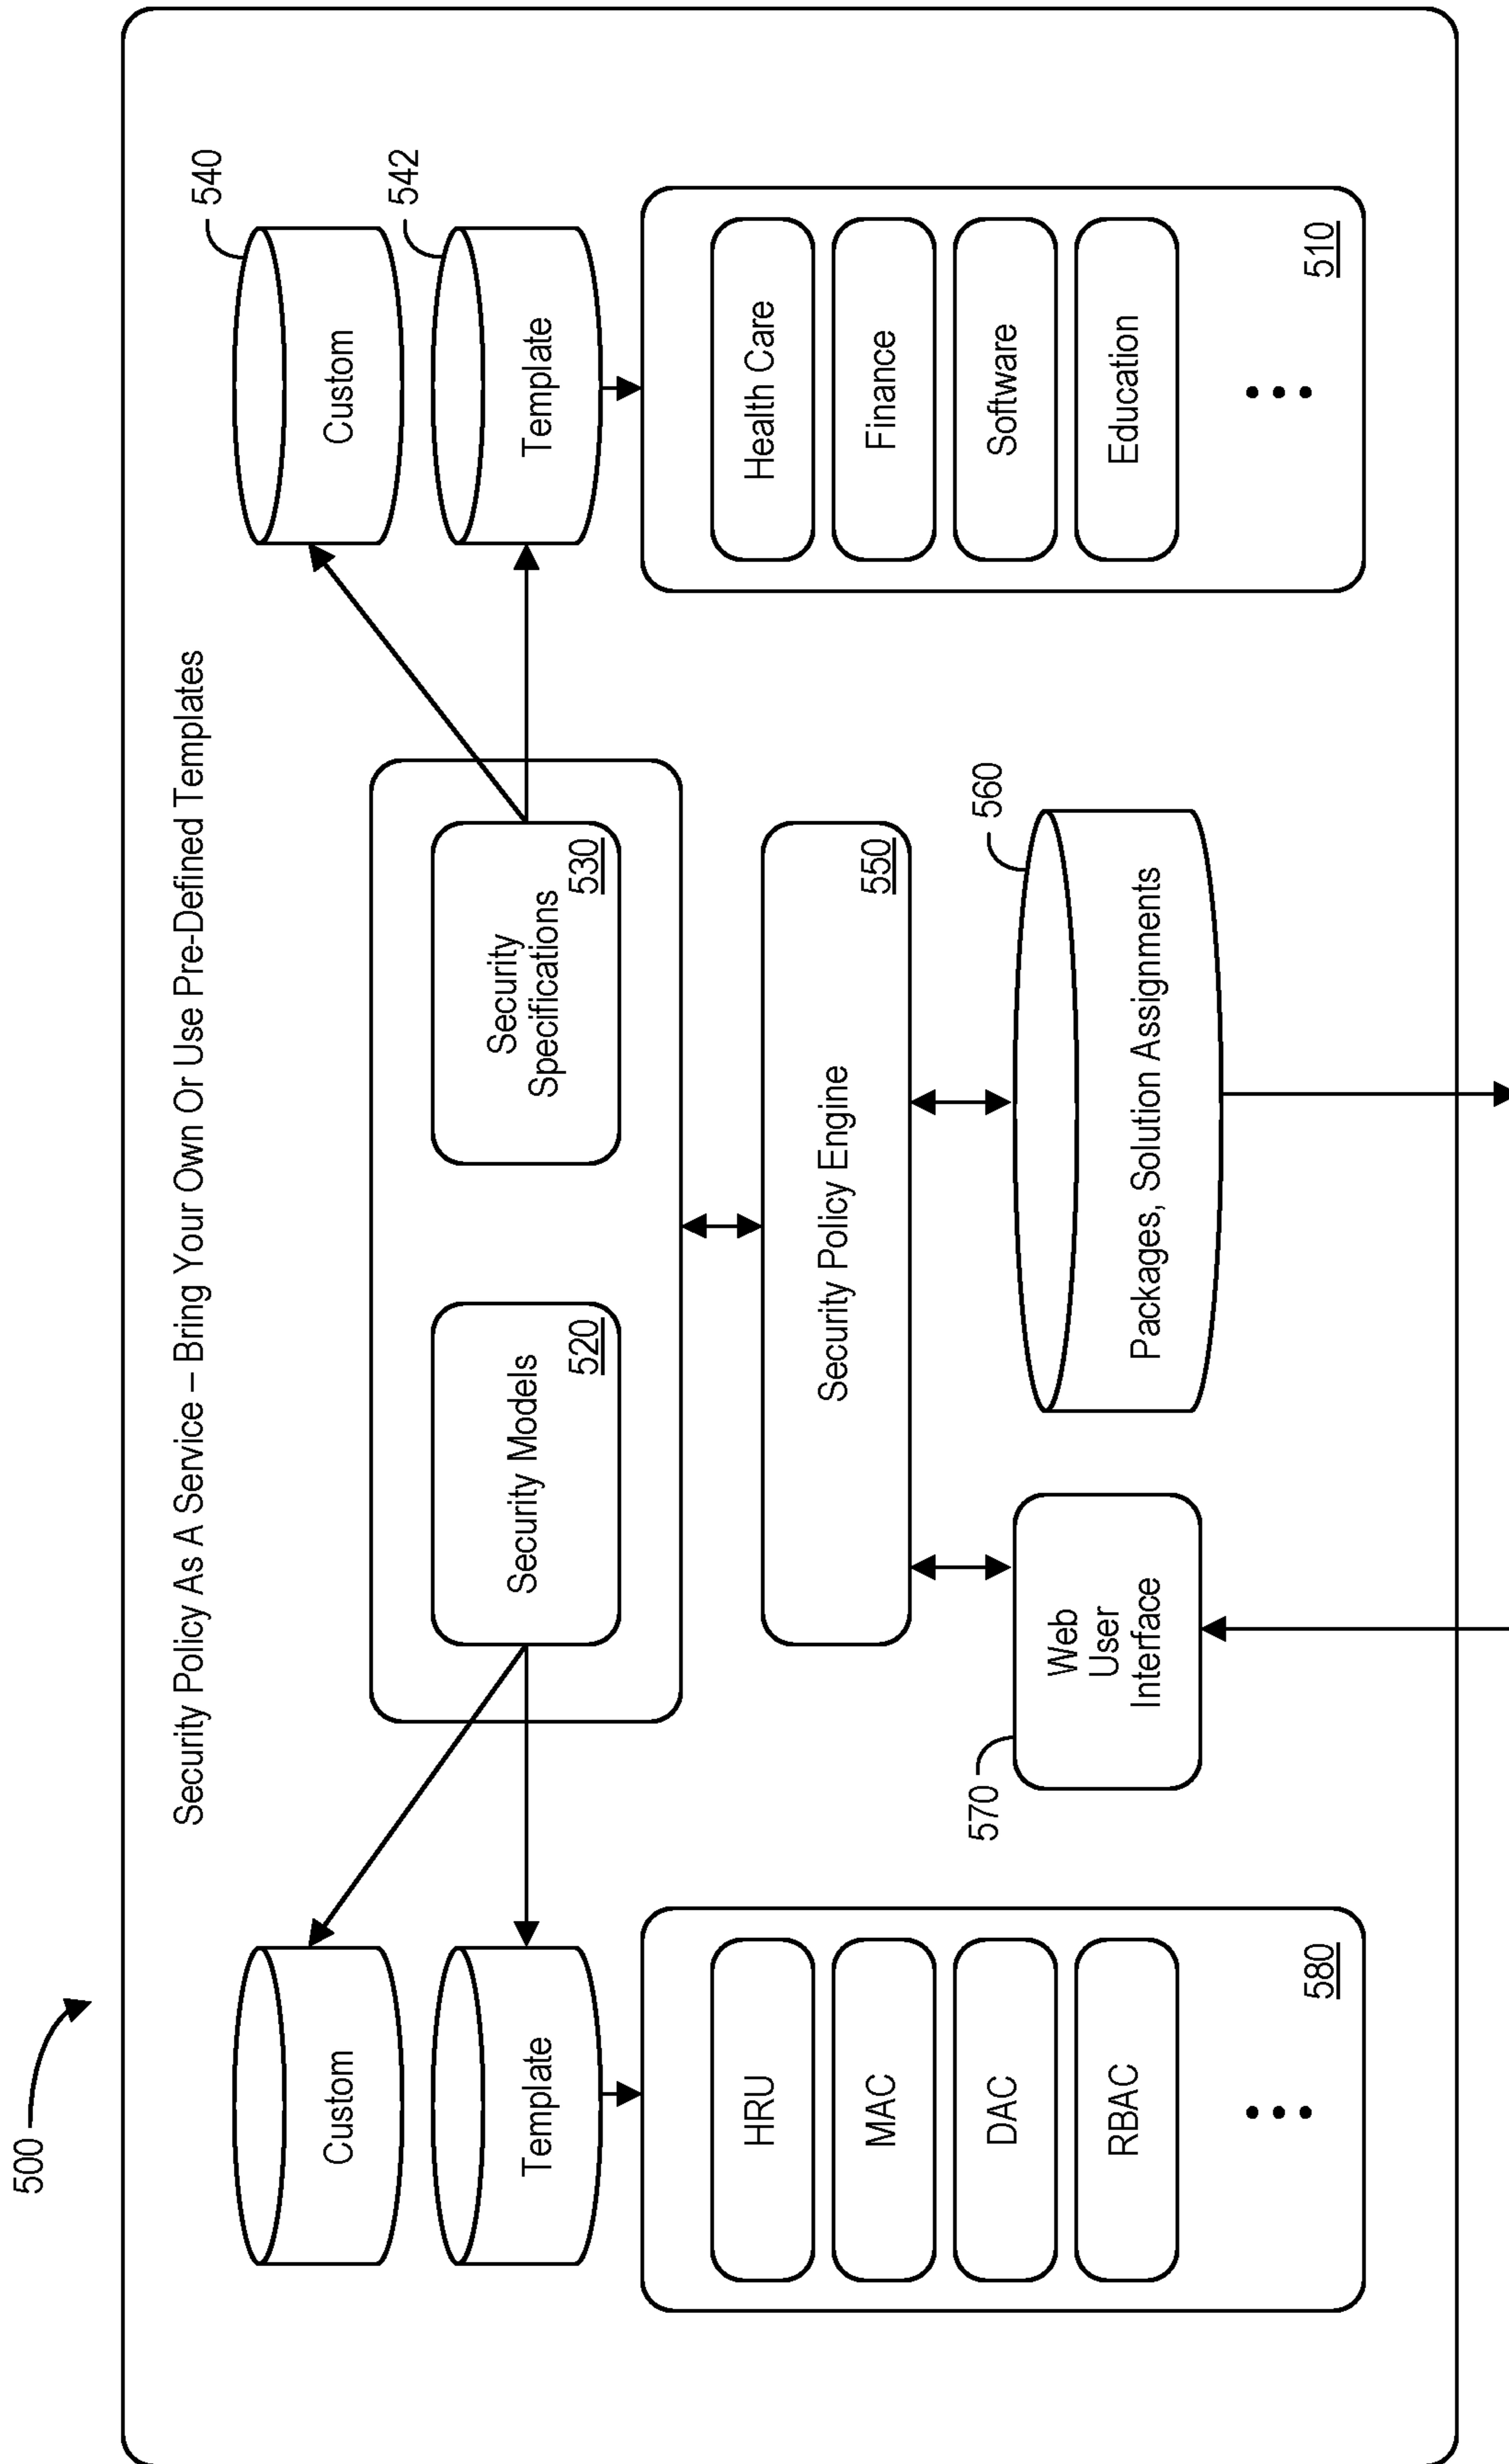 500
Security Policy As A Service – Bring Your Own Or Use Pre-Defined Templates
Custom
Template
HRU
MAC
DAC
RBAC
• • •
580
Security Models
520
Security
Specifications
530
Security Policy Engine
550
570
Web
User
Interface
560
Packages, Solution Assignments
540
Custom
542
Template
Health Care
Finance
Software
Education
• • •
510